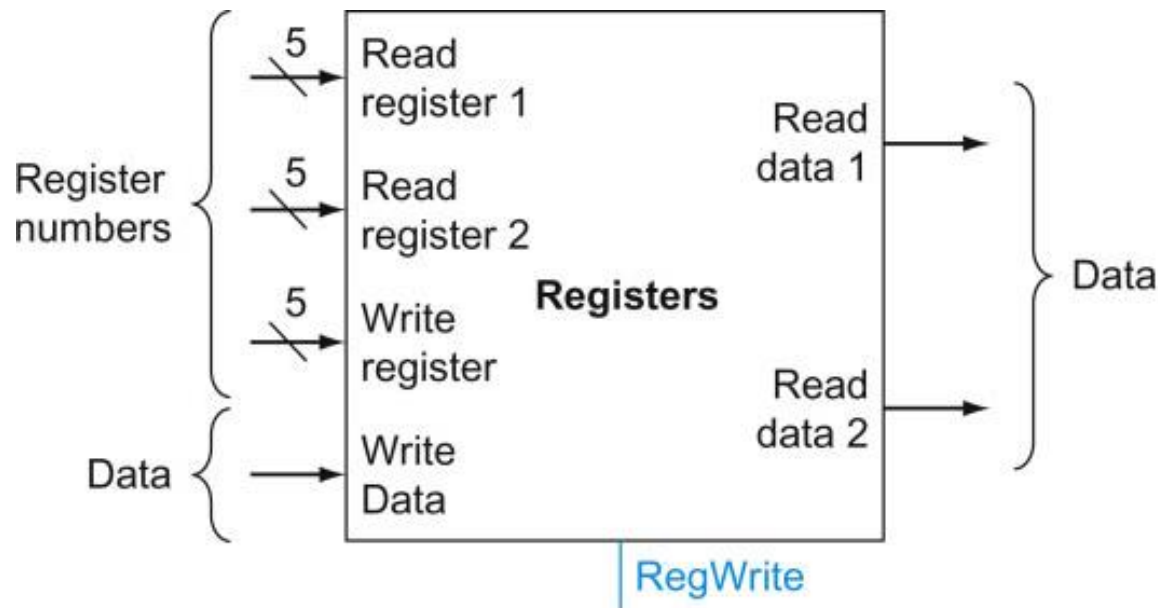 Register
numbers
Data
5
Read
register 1
5
Read
register 2
5
Write
register
Write
Data
Registers
Read
data 1
Read
data 2
Data
RegWrite